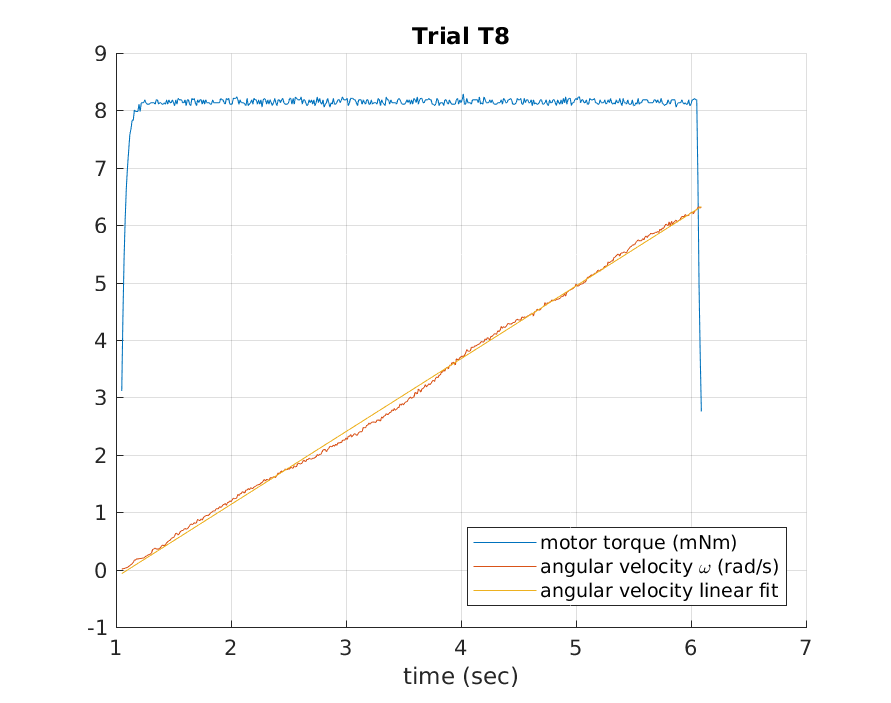 Trial T8
9
8
7
6
5
4
3
2
1
0
-1
1 2 3 4 5 6 7
motor torque (mNm)
angular velocity ω (rad/s)
angular velocity linear fit
time (sec)